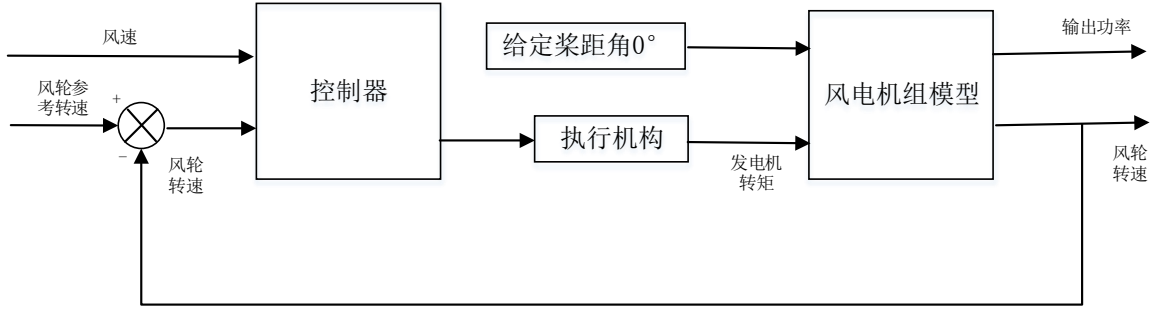 风速
输出功率
给定桨距角0°
控制器
风电机组模型
风轮参
考转速
+
执行机构
−
风轮
转速
发电机
转矩
风轮
转速